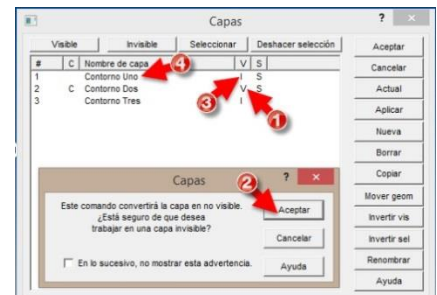 Capas ?
Visible Invisible Seleccionar Deshacer selección Aceptar
# C Nombre de capa V S
4
Cancelar
1 Contorno Uno I S
2 C Contorno Dos V S Actual
3 Contorno Tres I
3
1
Aplicar
Nueva
Borrar
Capas 2 ?
Copiar
Este comando convertirá la capa en no visible.
¿Está seguro de que desea
trabajar en una capa invisible?
Aceptar
Mover geom
Invertir vis
Cancelar
Invertir sel
En lo sucesivo, no mostrar esta advertencia.
Ayuda
Renombrar
Ayuda